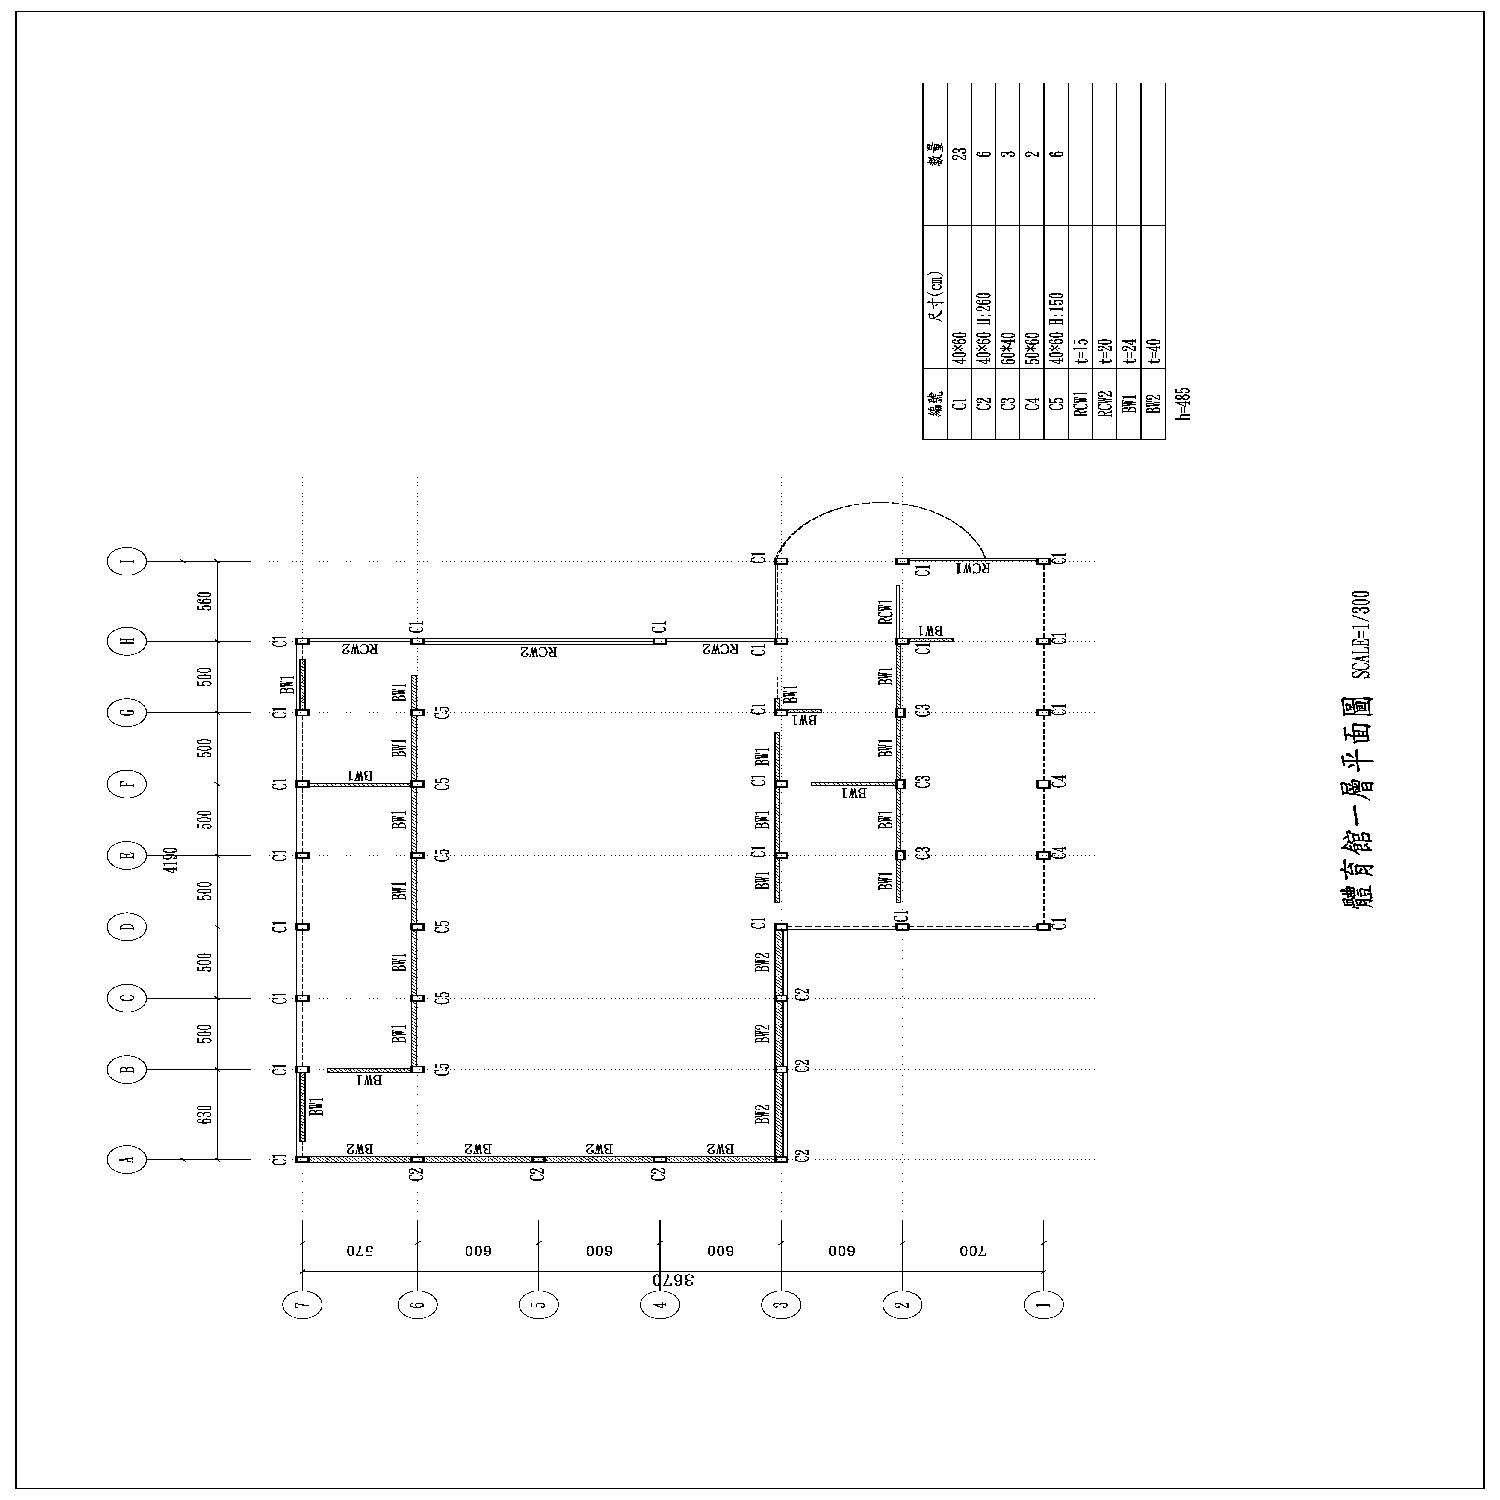 A B C D E F G H I
4190
630 500 500 500 500 500 500 560
7 C1 C1 C1 C1 C1 C1 C1 C1
BW1 BW1
570 BW2 BW1 BW1 RCW2
BW1 BW1 BW1 BW1 BW1 BW1
6 C2 C1
C5 C5 C5 C5 C5 C5
600 BW2 RCW2
5 C2
600 BW2
4 C2 C1
600 BW2 RCW2
BW2 BW2 BW2 BW1 BW1 BW1
3 C1 C1 C1 C1 C1 C1
BW1
C2 C2 C2 BW1
600 BW1
BW1 BW1 BW1 BW1 RCW1
2 C1
C3 C3 C3 C1 C1
700 BW1 RCW1
1 C1 C4 C4 C1 C1 C1
3670
編號 尺寸(cm) 數量
C1 40*60 23
C2 40*60 H:260 6
C3 60*40 3
C4 50*60 2
C5 40*60 H:150 6
RCW1 t=15
RCW2 t=20
BW1 t=24
BW2 t=40
h=485
體育館一層平面圖 SCALE=1/300